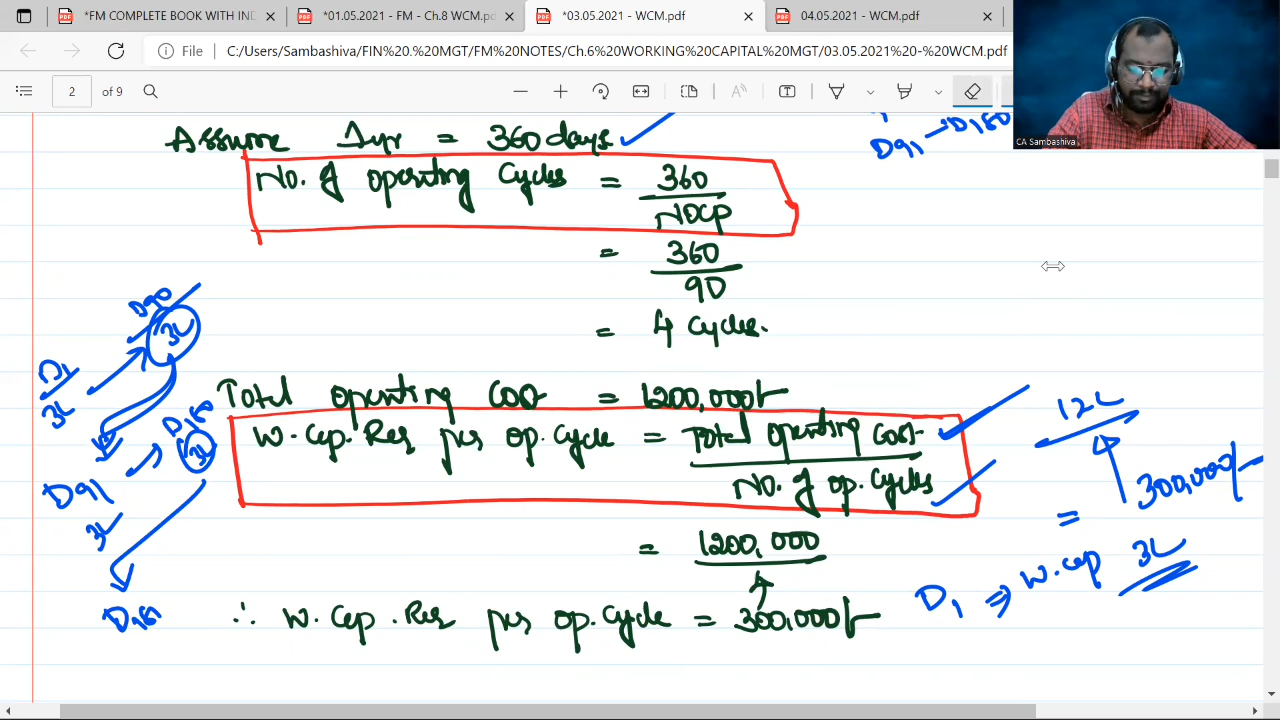 *FM COMPLETE BOOK WITH IND
*01.05.2021 - FM - Ch.8 WCM.pdf
*03.05.2021 - WCM.pdf
04.05.2021 - WCM.pdf
File C:/Users/Sambashiva/FIN%20.%20MGT/FM%20NOTES/Ch.6%20WORKING%20CAPITAL%20MGT/03.05.2021%20-%20WCM.pdf
2 of 9
CA Sambashiva
Assume 1yr = 360 days
D91 → D180
No. of operating Cycles = 360
NOCP
= 360
90
= 4 Cycles.
D90
3L
D1
3L
D180
3L
D91
3L
D181
Total operating Cost = 1200,000/-
W.Cap.Req per op.Cycle = Total operating Cost
No. of op. Cycles
= 1200,000
∴ W.Cap.Req per op.Cycle = 300,000/-
12L
= 300,000/-
D1 ⇒ W.cap 3L